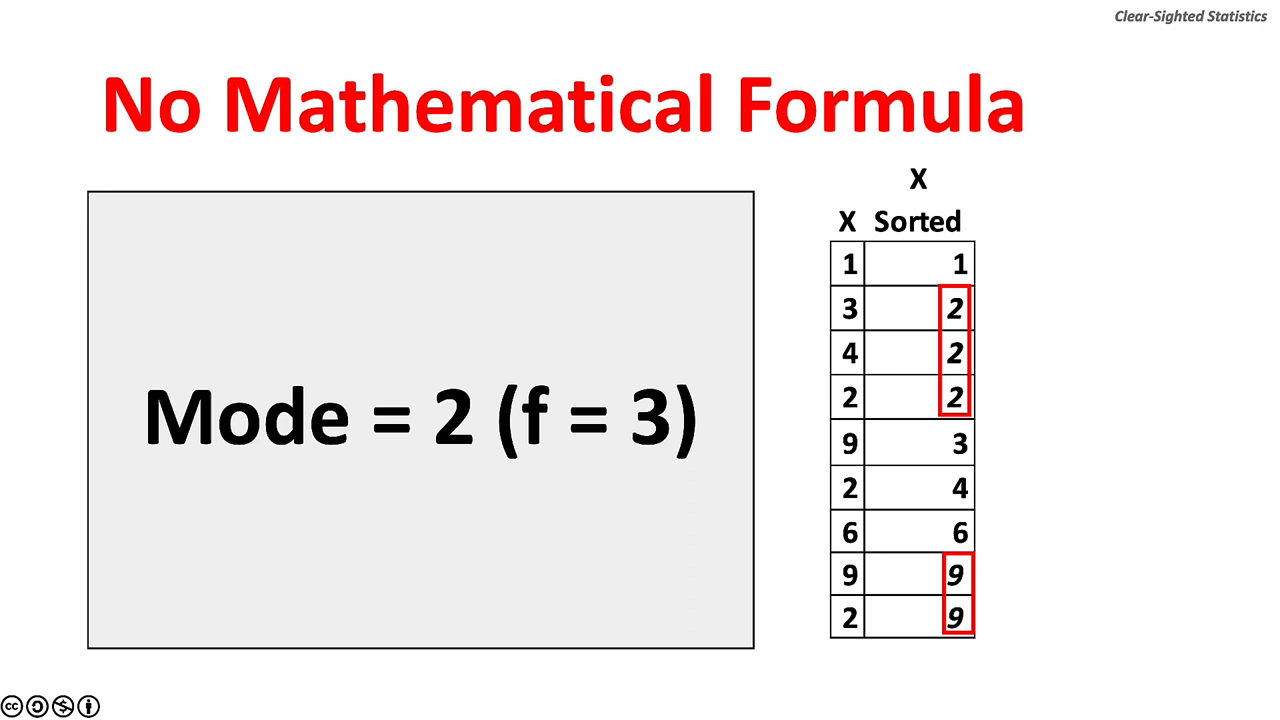 Clear-Sighted Statistics
No Mathematical Formula
X
X Sorted
1 1
3 2
4 2
2 2
9 3
2 4
6 6
9 9
2 9
Mode = 2 (f = 3)
cc